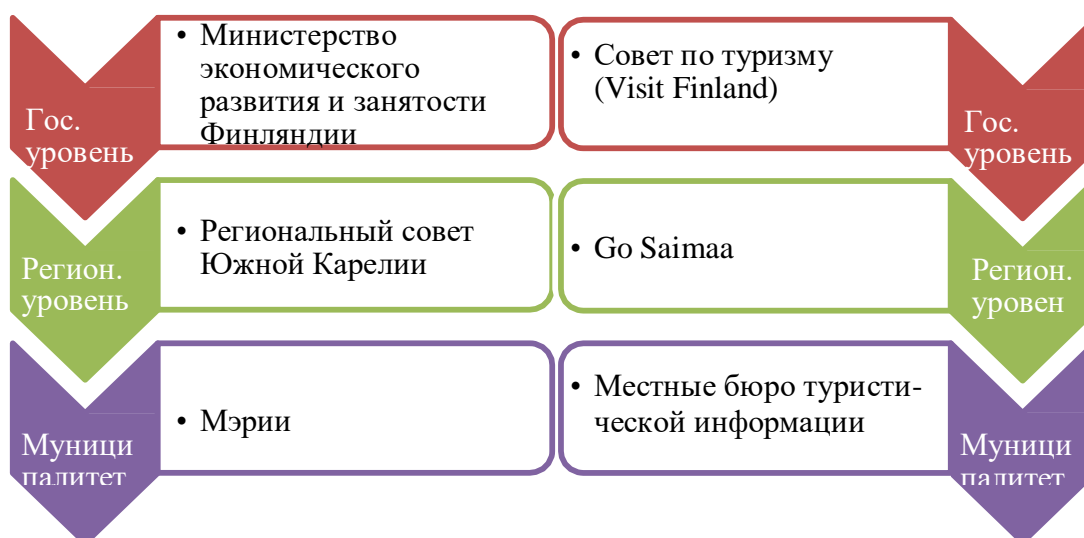 Гос.
уровень
• Министерство
экономического
развития и занятости
Финляндии
• Совет по туризму
(Visit Finland)
Гос.
уровень
Регион.
уровень
• Региональный совет
Южной Карелии
• Go Saimaa
Регион.
уровен
Муници
палитет
• Мэрии
• Местные бюро туристи-
ческой информации
Муници
палитет